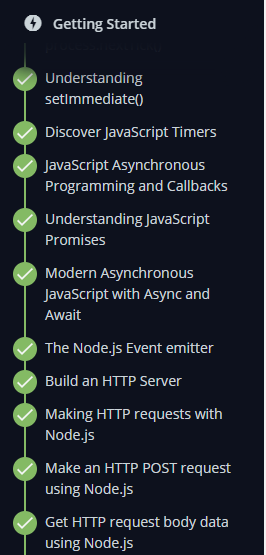 Getting Started
Understanding
setImmediate()
Discover JavaScript Timers
JavaScript Asynchronous
Programming and Callbacks
Understanding JavaScript
Promises
Modern Asynchronous
JavaScript with Async and
Await
The Node.js Event emitter
Build an HTTP Server
Making HTTP requests with
Node.js
Make an HTTP POST request
using Node.js
Get HTTP request body data
using Node.js